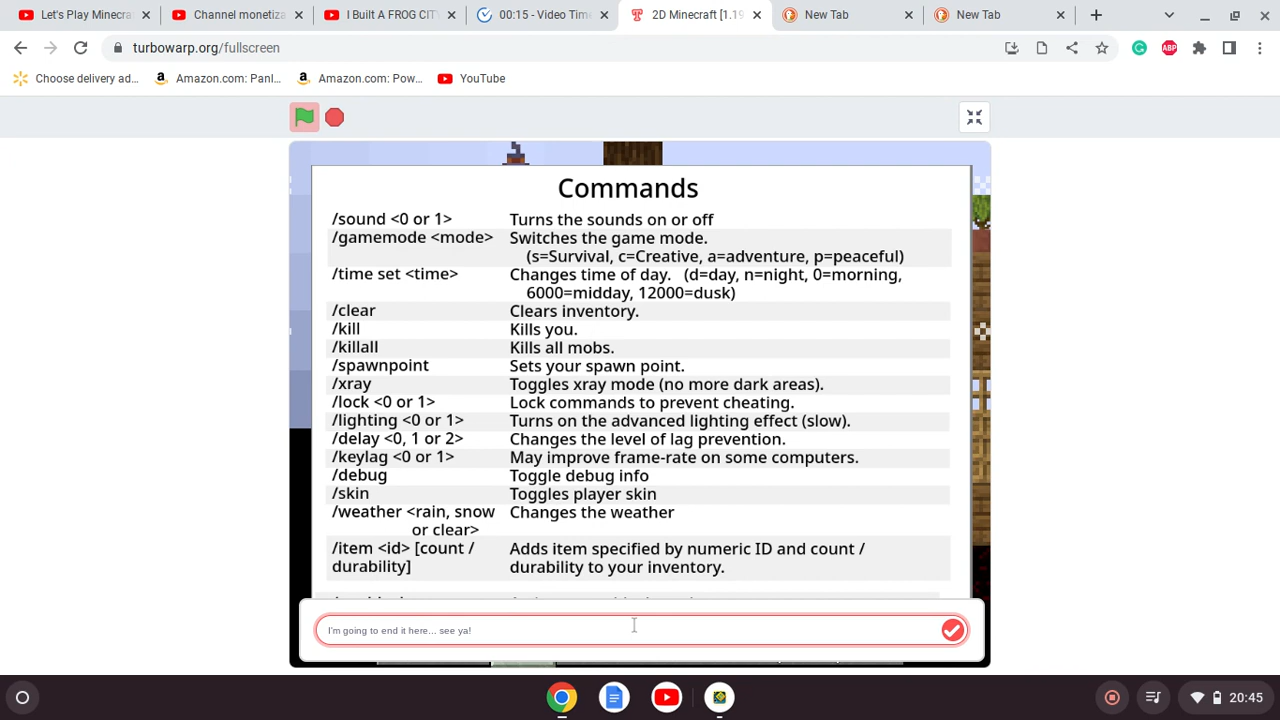 Let's Play Minecra
Channel monetiza
I Built A FROG CITY
00:15 - Video Time
2D Minecraft [1.19
New Tab
New Tab
turbowarp.org/fullscreen
Choose delivery ad...
Amazon.com: Panl...
Amazon.com: Pow...
YouTube
Commands
/sound <0 or 1> Turns the sounds on or off
/gamemode <mode> Switches the game mode.
(s=Survival, c=Creative, a=adventure, p=peaceful)
/time set <time> Changes time of day. (d=day, n=night, 0=morning,
6000=midday, 12000=dusk)
/clear Clears inventory.
/kill Kills you.
/killall Kills all mobs.
/spawnpoint Sets your spawn point.
/xray Toggles xray mode (no more dark areas).
/lock <0 or 1> Lock commands to prevent cheating.
/lighting <0 or 1> Turns on the advanced lighting effect (slow).
/delay <0, 1 or 2> Changes the level of lag prevention.
/keylag <0 or 1> May improve frame-rate on some computers.
/debug Toggle debug info
/skin Toggles player skin
/weather <rain, snow Changes the weather
or clear>
/item <id> [count / Adds item specified by numeric ID and count /
durability] durability to your inventory.
I'm going to end it here... see ya!
20:45